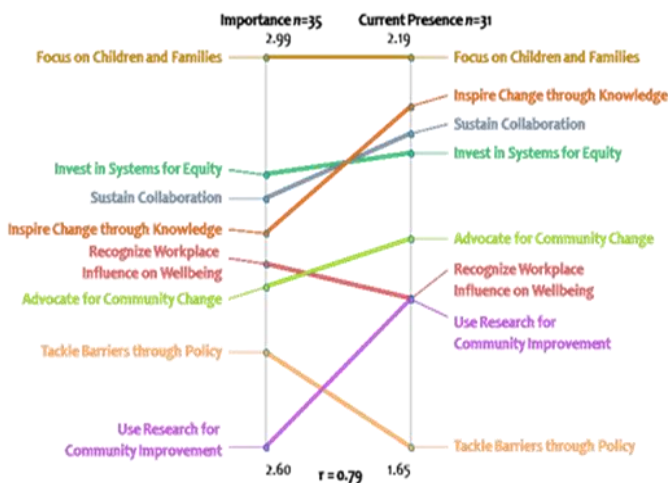 Importance n=35
Current Presence n=31
2.99
2.19
Focus on Children and Families
Focus on Children and Families
Inspire Change through Knowledge
Sustain Collaboration
Invest in Systems for Equity
Invest in Systems for Equity
Sustain Collaboration
Inspire Change through Knowledge
Advocate for Community Change
Recognize Workplace
Influence on Wellbeing
Recognize Workplace
Influence on Wellbeing
Advocate for Community Change
Use Research for
Community Improvement
Tackle Barriers through Policy
Use Research for
Community Improvement
Tackle Barriers through Policy
2.60
r = 0.79
1.65